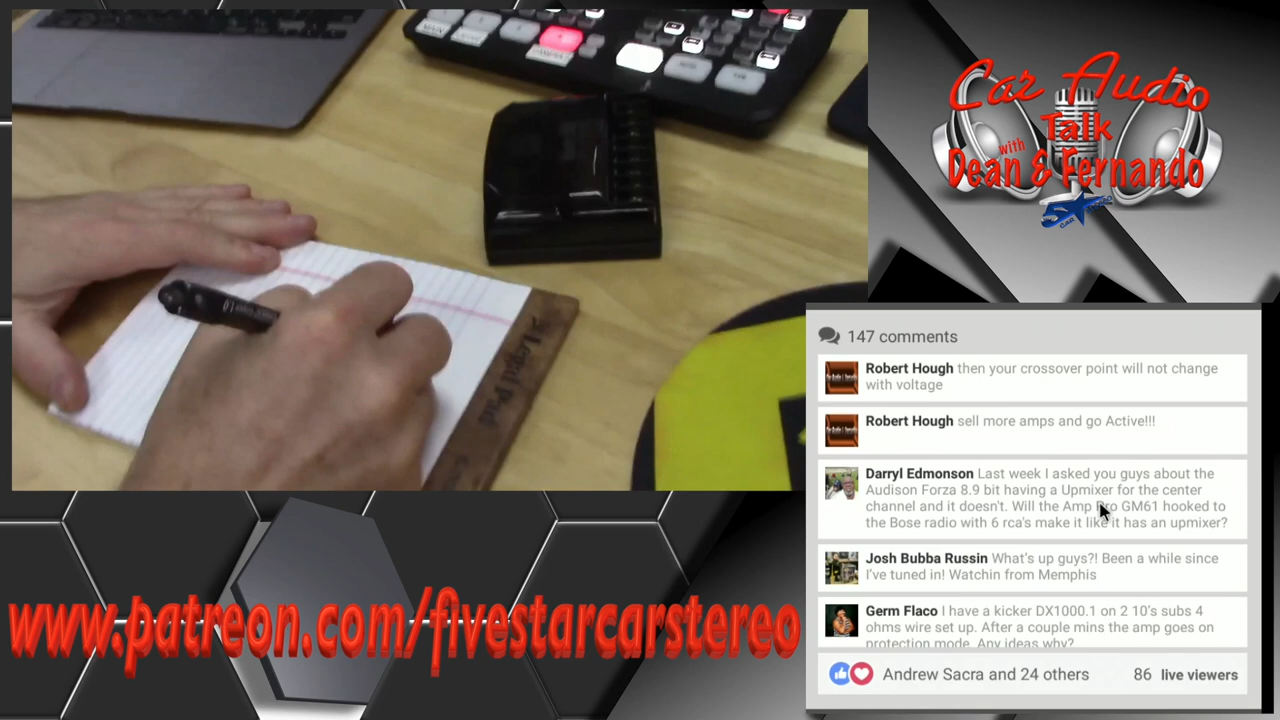 Car Audio
Talk
with
Dean & Fernando
Legal Pad
147 comments
Robert Hough then your crossover point will not change
with voltage
Robert Hough sell more amps and go Active!!!
Darryl Edmonson Last week I asked you guys about the
Audison Forza 8.9 bit having a Upmixer for the center
channel and it doesn't. Will the Amp Pro GM61 hooked to
the Bose radio with 6 rca's make it like it has an upmixer?
Josh Bubba Russin What's up guys?! Been a while since
I've tuned in! Watchin from Memphis
Germ Flaco I have a kicker DX1000.1 on 2 10's subs 4
ohms wire set up. After a couple mins the amp goes on
protection mode. Any ideas why?
Andrew Sacra and 24 others 86 live viewers
www.patreon.com/fivestarcarstereo